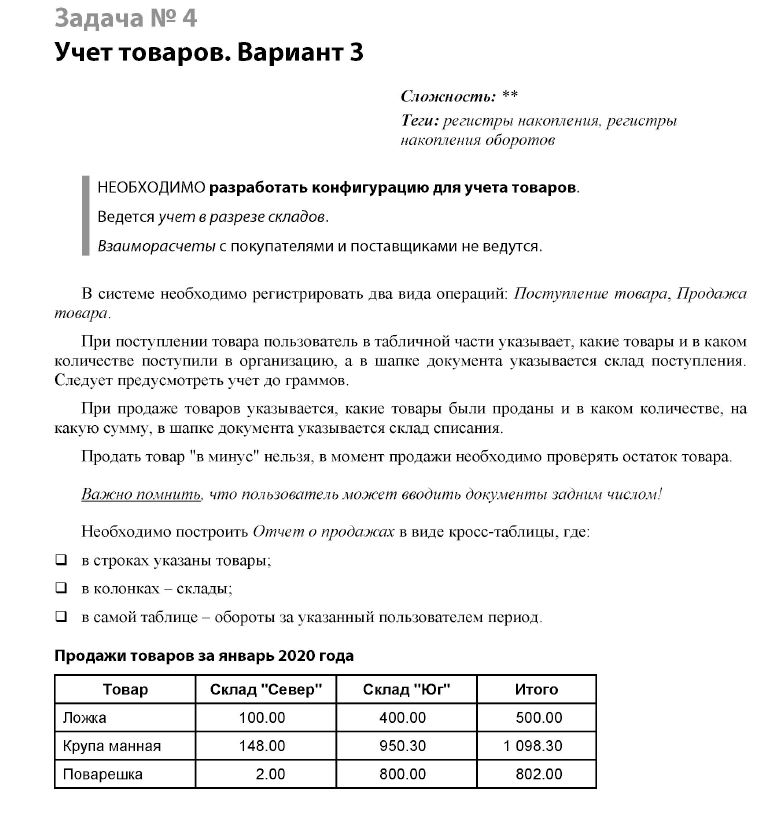 Задача № 4
Учет товаров. Вариант 3
Сложность: **
Теги: регистры накопления, регистры
накопления оборотов
НЕОБХОДИМО разработать конфигурацию для учета товаров.
Ведется учет в разрезе складов.
Взаиморасчеты с покупателями и поставщиками не ведутся.
В системе необходимо регистрировать два вида операций: Поступление товара, Продажа
товара.
При поступлении товара пользователь в табличной части указывает, какие товары и в каком
количестве поступили в организацию, а в шапке документа указывается склад поступления.
Следует предусмотреть учет до граммов.
При продаже товаров указывается, какие товары были проданы и в каком количестве, на
какую сумму, в шапке документа указывается склад списания.
Продать товар "в минус" нельзя, в момент продажи необходимо проверять остаток товара.
Важно помнить, что пользователь может вводить документы задним числом!
Необходимо построить Отчет о продажах в виде кросс-таблицы, где:
❑ в строках указаны товары;
❑ в колонках – склады;
❑ в самой таблице – обороты за указанный пользователем период.
Продажи товаров за январь 2020 года
Товар Склад "Север" Склад "Юг" Итого
Ложка 100.00 400.00 500.00
Крупа манная 148.00 950.30 1 098.30
Поварешка 2.00 800.00 802.00